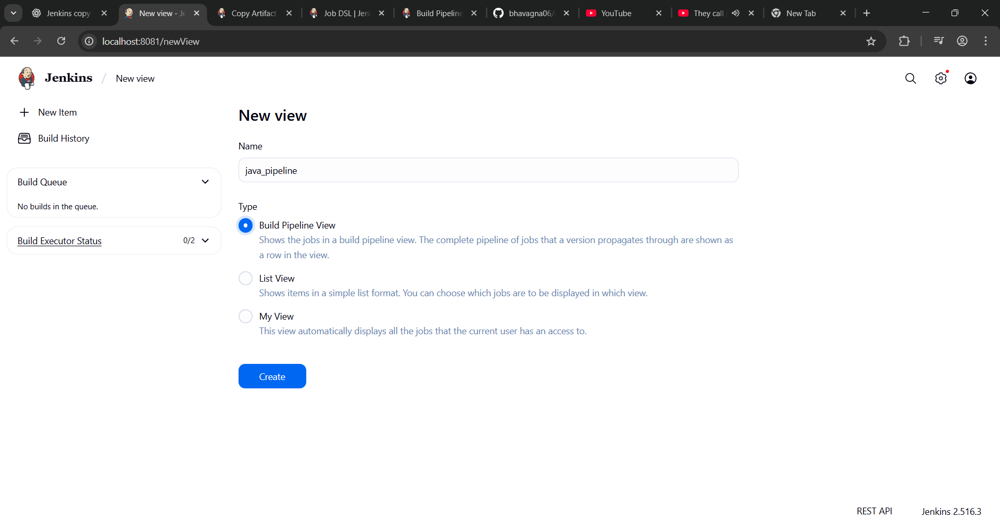 Jenkins copy
New view - Je
Copy Artifact
Job DSL | Jen
Build Pipeline
bhavagna06/
YouTube
They call
New Tab
localhost:8081/newView
Jenkins / New view
New Item
Build History
Build Queue
No builds in the queue.
Build Executor Status 0/2
New view
Name
java_pipeline
Type
Build Pipeline View
Shows the jobs in a build pipeline view. The complete pipeline of jobs that a version propagates through are shown as
a row in the view.
List View
Shows items in a simple list format. You can choose which jobs are to be displayed in which view.
My View
This view automatically displays all the jobs that the current user has an access to.
Create
REST API
Jenkins 2.516.3